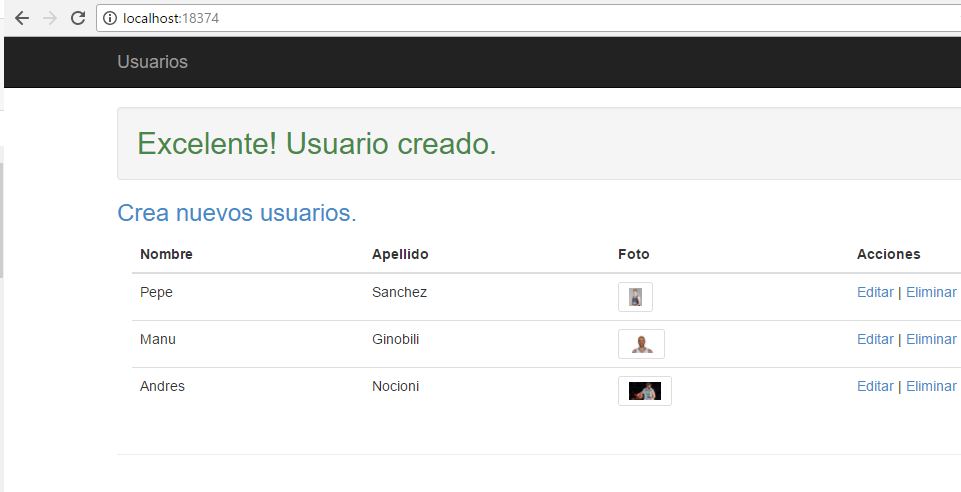 localhost:18374
Usuarios
Excelente! Usuario creado.
Crea nuevos usuarios.
Nombre Apellido Foto Acciones
Pepe Sanchez Editar | Eliminar
Manu Ginobili Editar | Eliminar
Andres Nocioni Editar | Eliminar